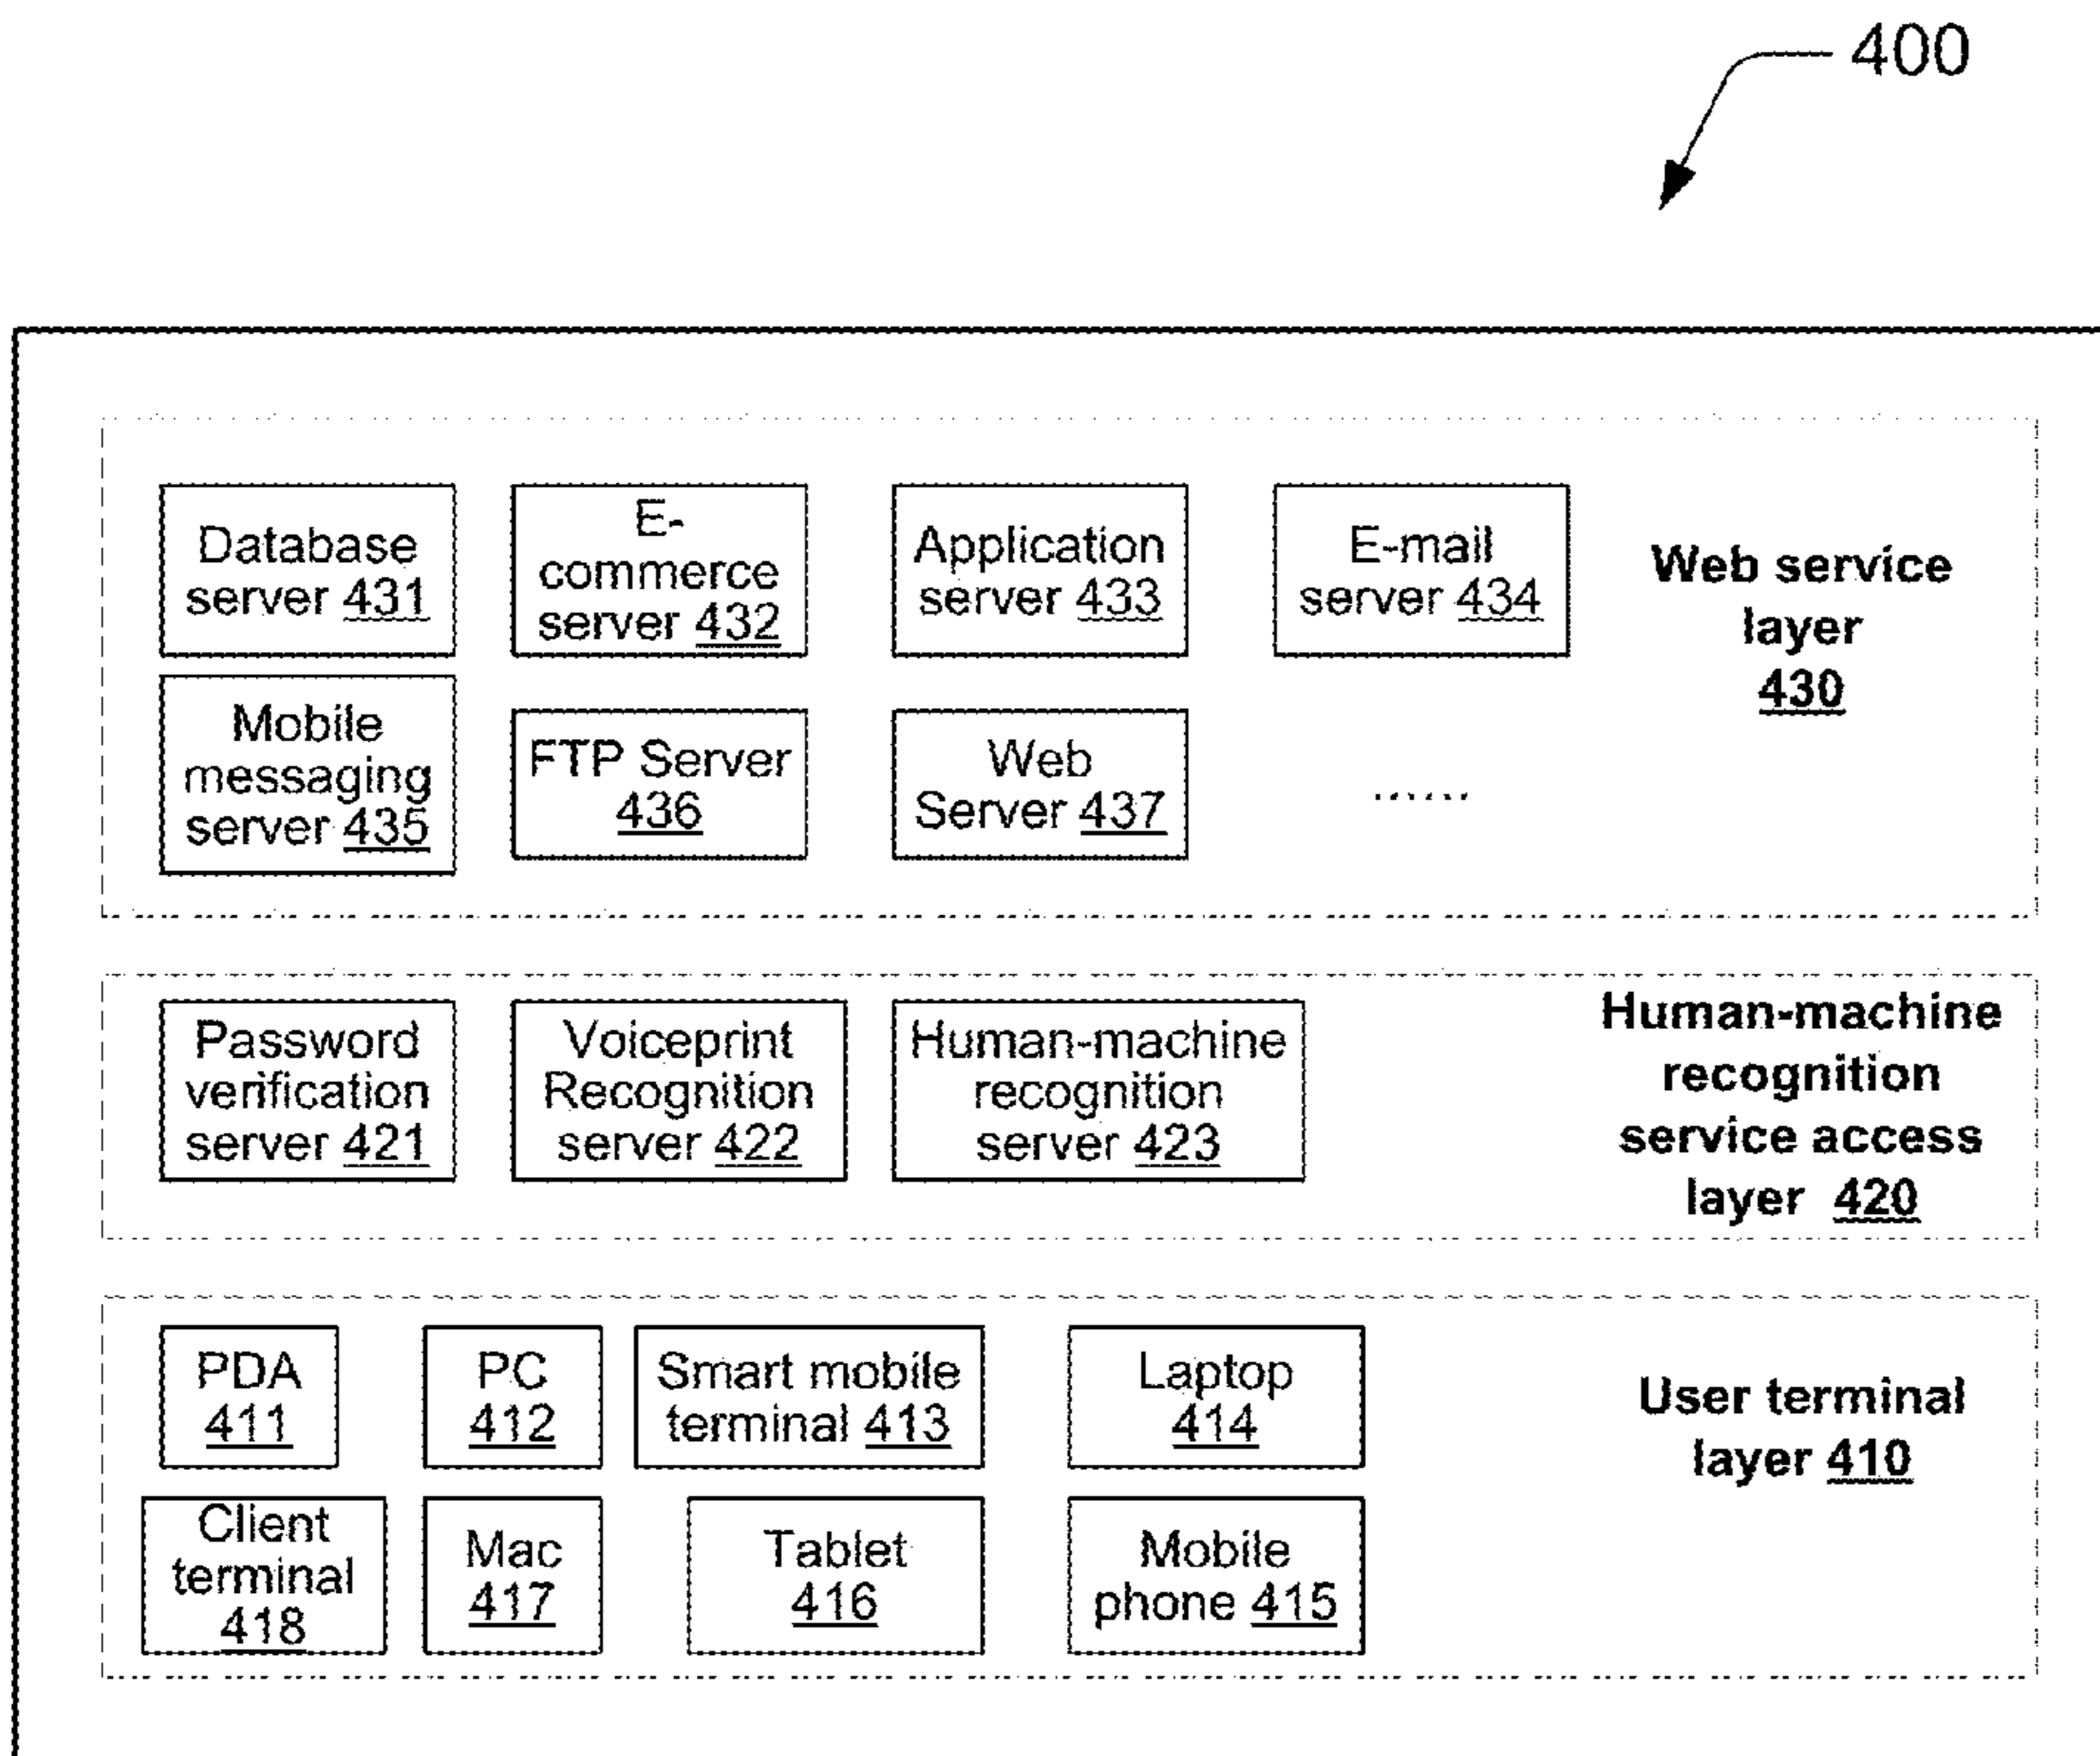 400
Database
server 431
E-
commerce
server 432
Application
server 433
E-mail
server 434
Web service
layer
430
Mobile
messaging
server 435
FTP Server
436
Web
Server 437
......
Password
verification
server 421
Voiceprint
Recognition
server 422
Human-machine
recognition
server 423
Human-machine
recognition
service access
layer 420
PDA
411
PC
412
Smart mobile
terminal 413
Laptop
414
User terminal
layer 410
Client
terminal
418
Mac
417
Tablet
416
Mobile
phone 415